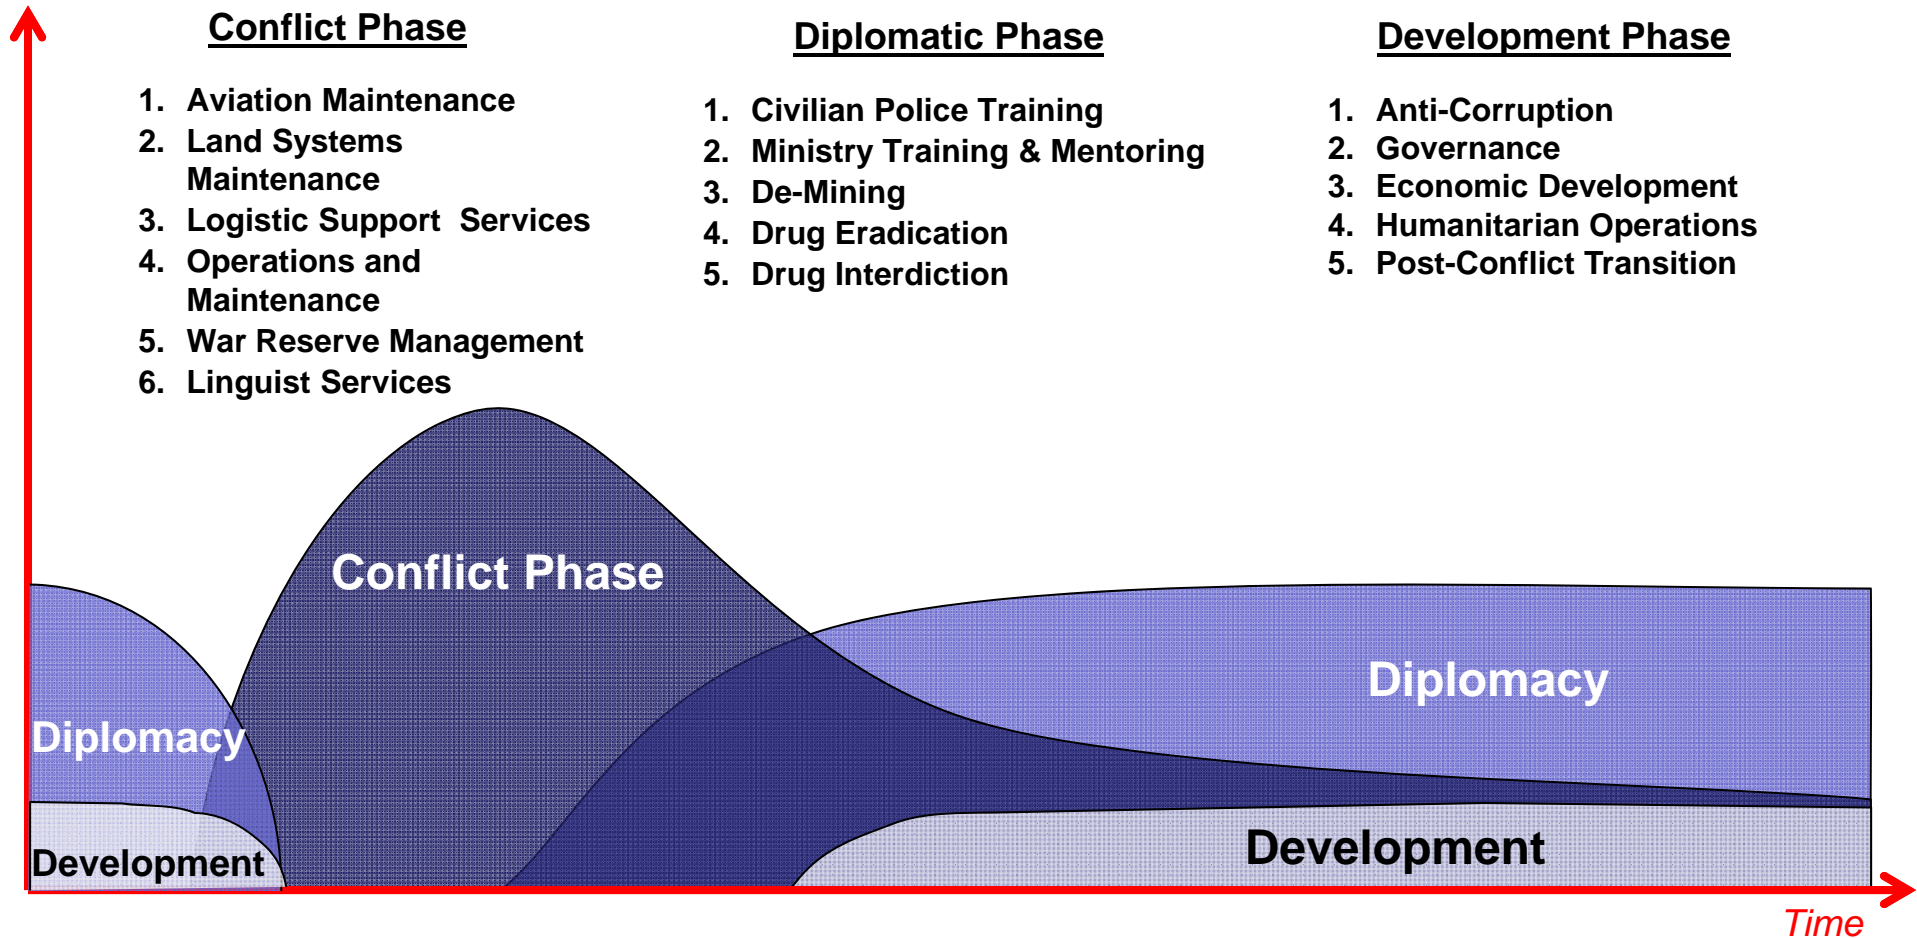 Conflict Phase
1. Aviation Maintenance
2. Land Systems
Maintenance
3. Logistic Support Services
4. Operations and
Maintenance
5. War Reserve Management
6. Linguist Services
Diplomatic Phase
1. Civilian Police Training
2. Ministry Training & Mentoring
3. De-Mining
4. Drug Eradication
5. Drug Interdiction
Development Phase
1. Anti-Corruption
2. Governance
3. Economic Development
4. Humanitarian Operations
5. Post-Conflict Transition
Conflict Phase
Diplomacy
Diplomacy
Development
Development
Time